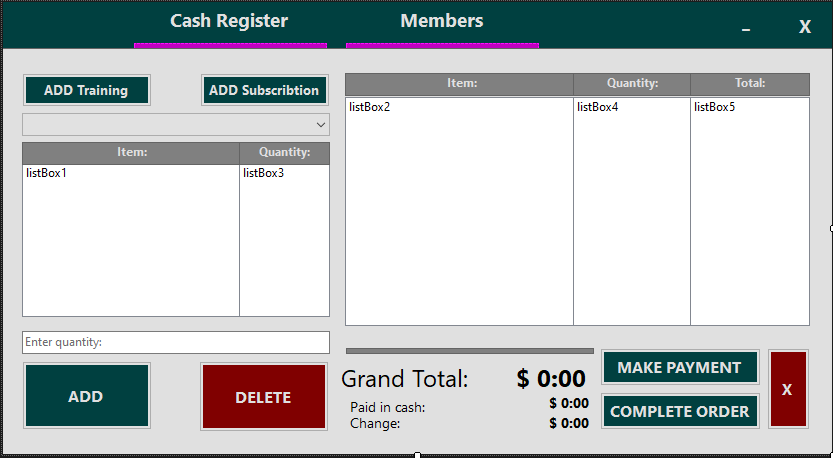 Cash Register
Members
_
X
ADD Training
ADD Subscribtion
Item:
Quantity:
Total:
listBox2
listBox4
listBox5
Item:
Quantity:
listBox1
listBox3
Enter quantity:
ADD
DELETE
Grand Total:
$ 0:00
Paid in cash:
$ 0:00
Change:
$ 0:00
MAKE PAYMENT
COMPLETE ORDER
X